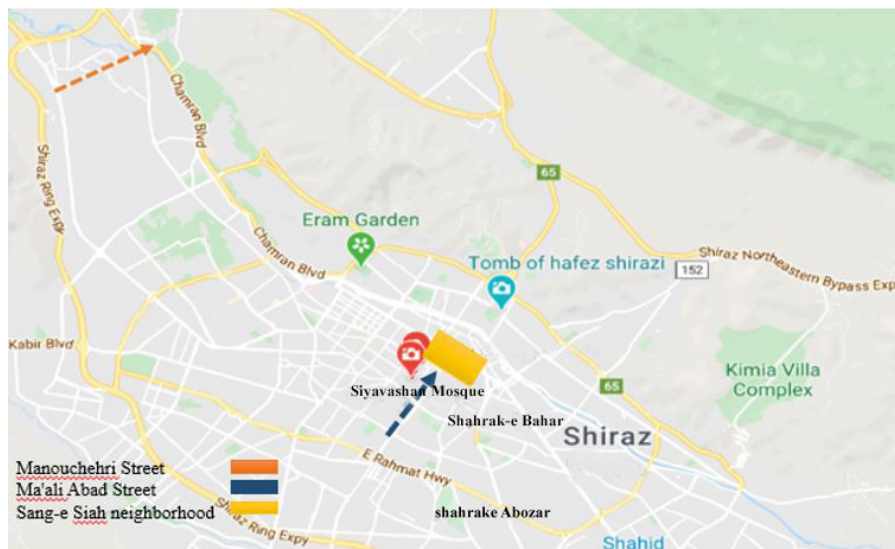 Chamran Blvd
Shiraz Ring Expy
65
Eram Garden
Chamran Blvd
Tomb of hafez shirazi
152
Shiraz Northeastern Bypass Exp
Kabir Blvd
Siyavashan Mosque
65
Kimia Villa
Complex
Shahrak-e Bahar
Shiraz
E Rahmat Hwy
Manouchehri Street
Ma'ali Abad Street
Sang-e Siah neighborhood
Shiraz Ring Expy
shahrake Abozar
Shahid